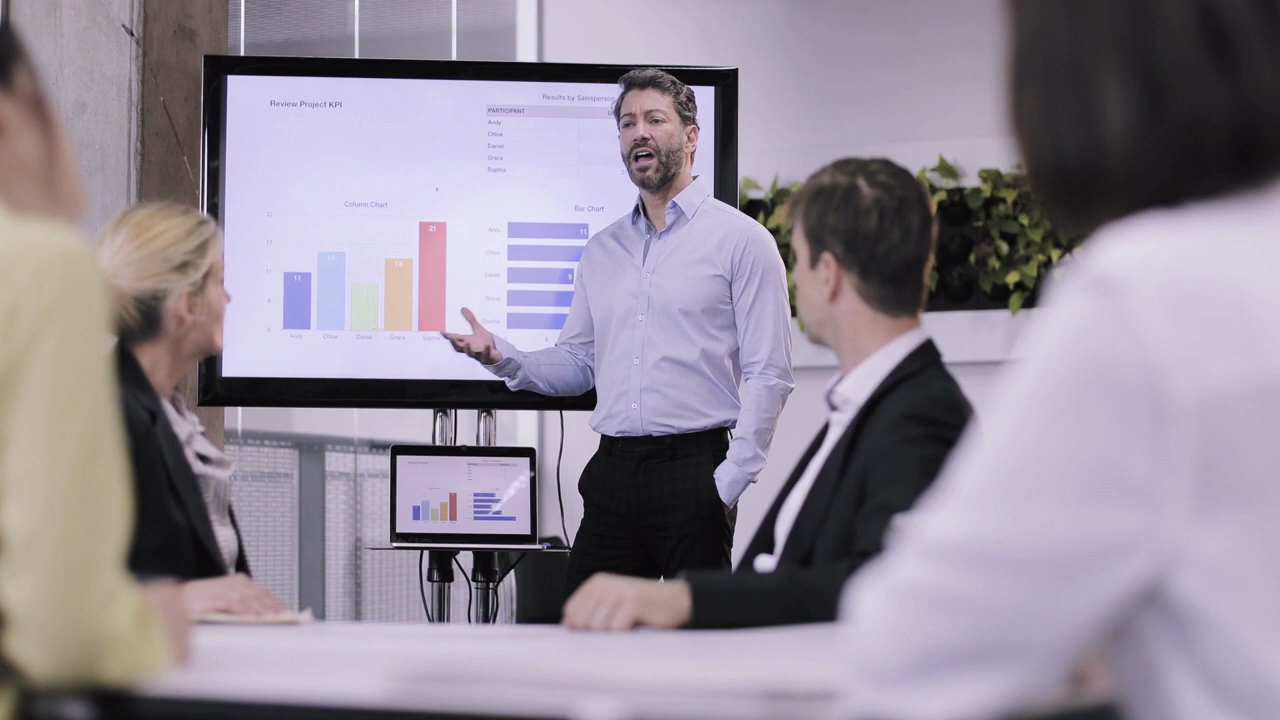 Review Project KPI
Results by Salesperson
PARTICIPANT
Andy
Chloe
Daniel
Grace
Sophia
Column Chart
21
11
Andy
Chloe
Daniel
Grace
Sophia
Bar Chart
Andy
11
Chloe
Daniel
9
Grace
Sophia